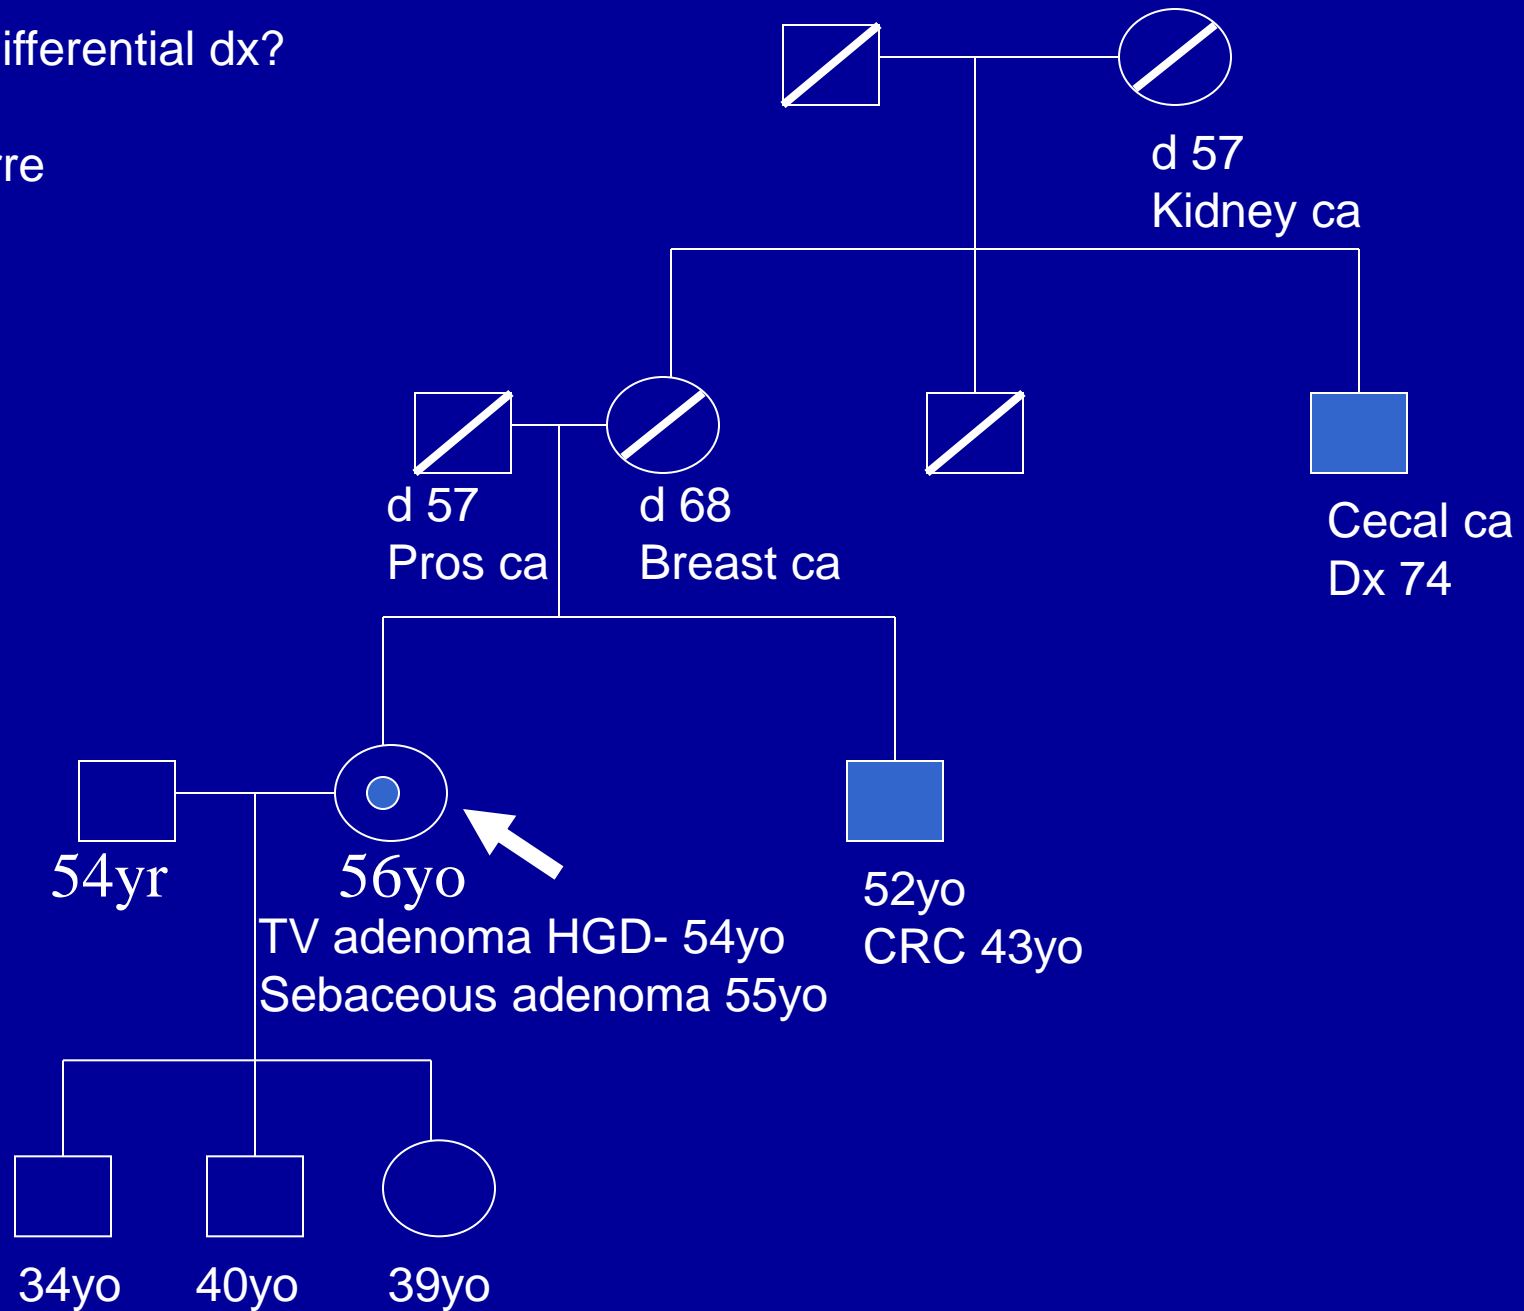 ifferential dx?
rre
d 57
Kidney ca
d 57
Pros ca
d 68
Breast ca
Cecal ca
Dx 74
54yr
56yo
TV adenoma HGD- 54yo
Sebaceous adenoma 55yo
52yo
CRC 43yo
34yo
40yo
39yo